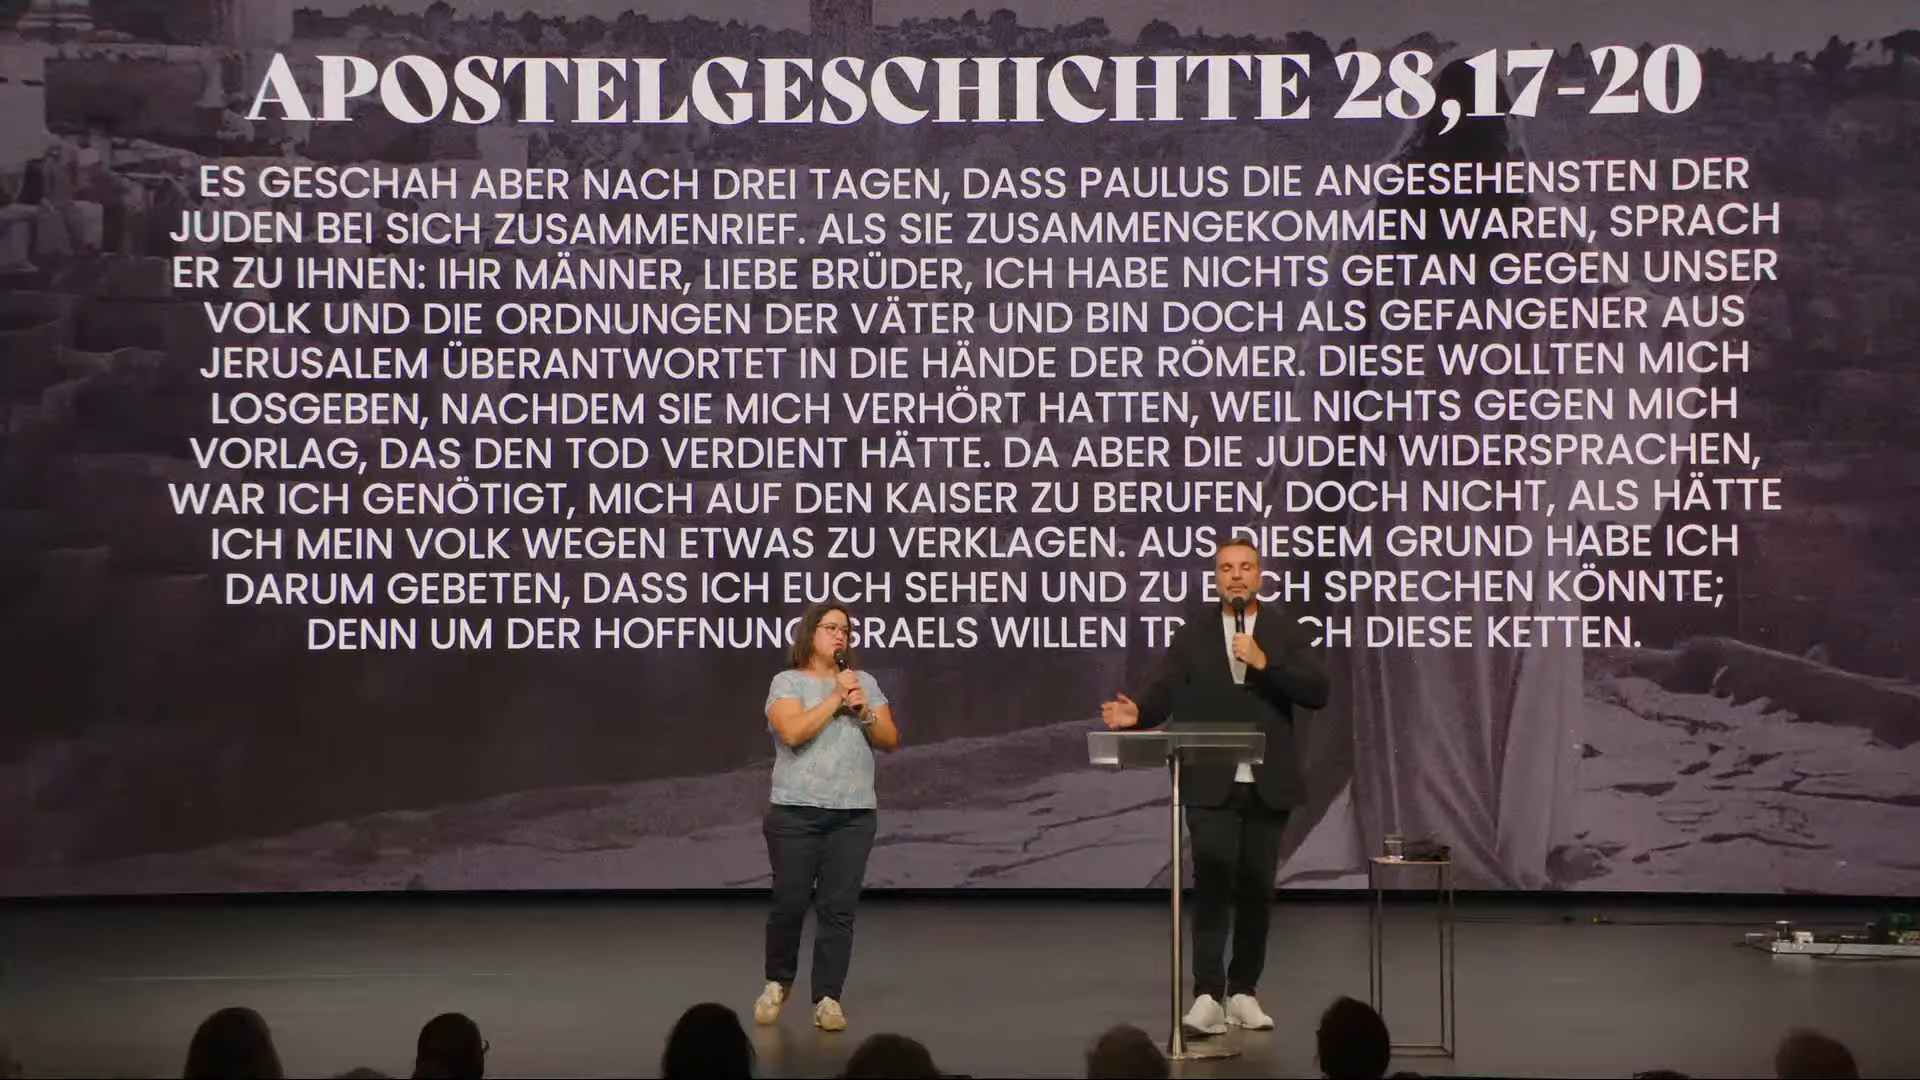 APOSTELGESCHICHTE 28,17-20
ES GESCHAH ABER NACH DREI TAGEN, DASS PAULUS DIE ANGESEHENSTEN DER
JUDEN BEI SICH ZUSAMMENRIEF. ALS SIE ZUSAMMENGEKOMMEN WAREN, SPRACH
ER ZU IHNEN: IHR MÄNNER, LIEBE BRÜDER, ICH HABE NICHTS GETAN GEGEN UNSER
VOLK UND DIE ORDNUNGEN DER VÄTER UND BIN DOCH ALS GEFANGENER AUS
JERUSALEM ÜBERANTWORTET IN DIE HÄNDE DER RÖMER. DIESE WOLLTEN MICH
LOSGEBEN, NACHDEM SIE MICH VERHÖRT HATTEN, WEIL NICHTS GEGEN MICH
VORLAG, DAS DEN TOD VERDIENT HÄTTE. DA ABER DIE JUDEN WIDERSPRACHEN,
WAR ICH GENÖTIGT, MICH AUF DEN KAISER ZU BERUFEN, DOCH NICHT, ALS HÄTTE
ICH MEIN VOLK WEGEN ETWAS ZU VERKLAGEN. AUS DIESEM GRUND HABE ICH
DARUM GEBETEN, DASS ICH EUCH SEHEN UND ZU SPRECHEN KÖNNTE;
DENN UM DER HOFFNUNG ISRAELS WILLEN DIESE KETTEN.